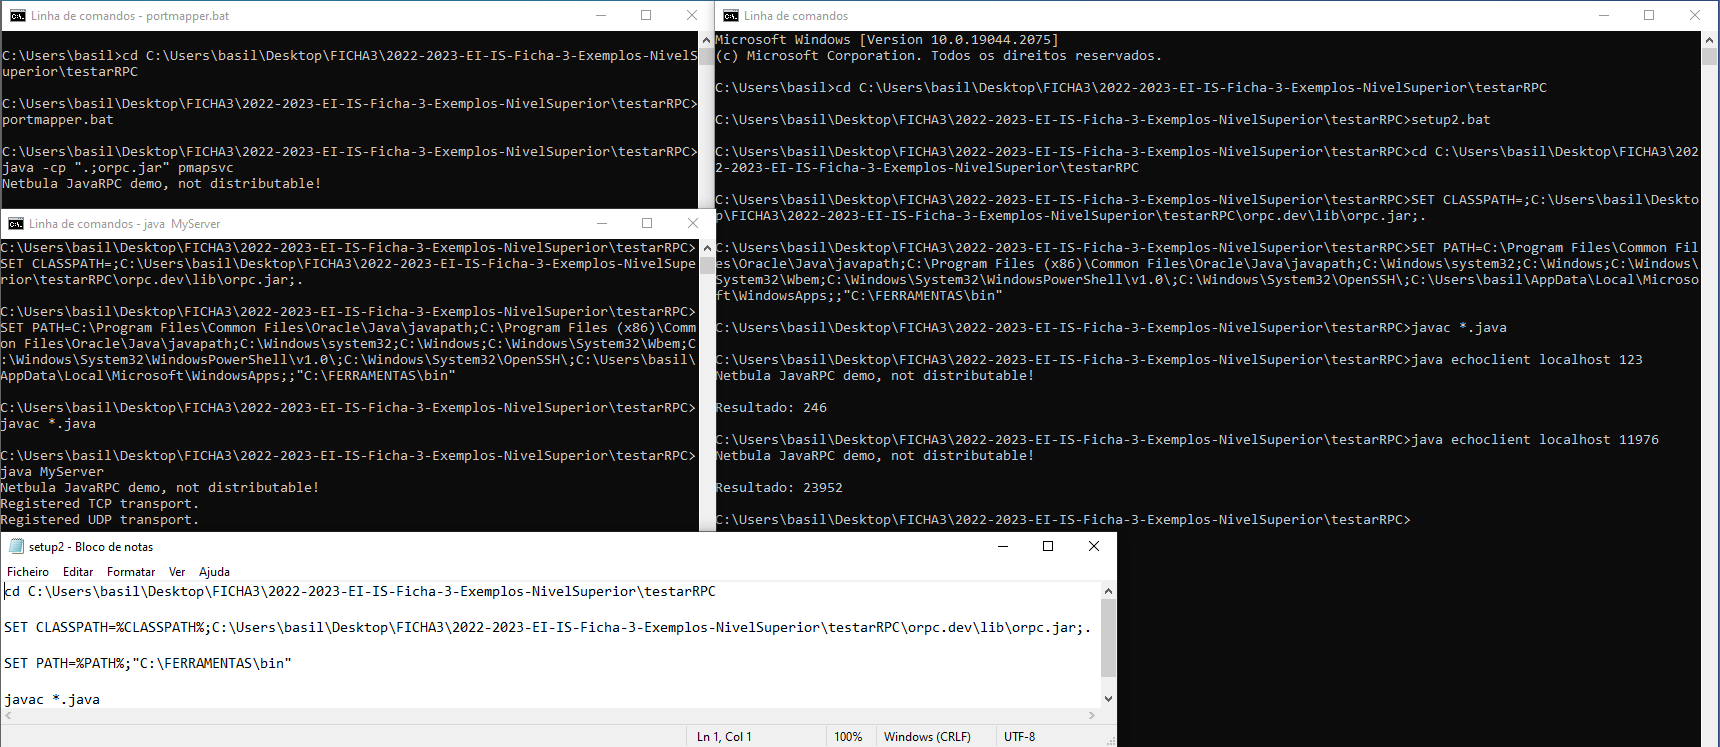 Linha de comandos - portmapper.bat
C:\Users\basil>cd C:\Users\basil\Desktop\FICHA3\2022-2023-EI-IS-Ficha-3-Exemplos-NivelS
uperior\testarRPC
C:\Users\basil\Desktop\FICHA3\2022-2023-EI-IS-Ficha-3-Exemplos-NivelSuperior\testarRPC>
portmapper.bat
C:\Users\basil\Desktop\FICHA3\2022-2023-EI-IS-Ficha-3-Exemplos-NivelSuperior\testarRPC>
java -cp ".;orpc.jar" pmapsvc
Netbula JavaRPC demo, not distributable!
Linha de comandos - java  MyServer
C:\Users\basil\Desktop\FICHA3\2022-2023-EI-IS-Ficha-3-Exemplos-NivelSuperior\testarRPC>
SET CLASSPATH=;C:\Users\basil\Desktop\FICHA3\2022-2023-EI-IS-Ficha-3-Exemplos-NivelSupe
rior\testarRPC\orpc.dev\lib\orpc.jar;.
C:\Users\basil\Desktop\FICHA3\2022-2023-EI-IS-Ficha-3-Exemplos-NivelSuperior\testarRPC>
SET PATH=C:\Program Files\Common Files\Oracle\Java\javapath;C:\Program Files (x86)\Comm
on Files\Oracle\Java\javapath;C:\Windows\system32;C:\Windows;C:\Windows\System32\Wbem;C
:\Windows\System32\WindowsPowerShell\v1.0\;C:\Windows\System32\OpenSSH\;C:\Users\basil\
AppData\Local\Microsoft\WindowsApps;;"C:\FERRAMENTAS\bin"
C:\Users\basil\Desktop\FICHA3\2022-2023-EI-IS-Ficha-3-Exemplos-NivelSuperior\testarRPC>
javac *.java
C:\Users\basil\Desktop\FICHA3\2022-2023-EI-IS-Ficha-3-Exemplos-NivelSuperior\testarRPC>
java MyServer
Netbula JavaRPC demo, not distributable!
Registered TCP transport.
Registered UDP transport.
Linha de comandos
Microsoft Windows [Version 10.0.19044.2075]
(c) Microsoft Corporation. Todos os direitos reservados.
C:\Users\basil>cd C:\Users\basil\Desktop\FICHA3\2022-2023-EI-IS-Ficha-3-Exemplos-NivelSuperior\testarRPC
C:\Users\basil\Desktop\FICHA3\2022-2023-EI-IS-Ficha-3-Exemplos-NivelSuperior\testarRPC>setup2.bat
C:\Users\basil\Desktop\FICHA3\2022-2023-EI-IS-Ficha-3-Exemplos-NivelSuperior\testarRPC>cd C:\Users\basil\Desktop\FICHA3\202
2-2023-EI-IS-Ficha-3-Exemplos-NivelSuperior\testarRPC
C:\Users\basil\Desktop\FICHA3\2022-2023-EI-IS-Ficha-3-Exemplos-NivelSuperior\testarRPC>SET CLASSPATH=;C:\Users\basil\Deskto
p\FICHA3\2022-2023-EI-IS-Ficha-3-Exemplos-NivelSuperior\testarRPC\orpc.dev\lib\orpc.jar;.
C:\Users\basil\Desktop\FICHA3\2022-2023-EI-IS-Ficha-3-Exemplos-NivelSuperior\testarRPC>SET PATH=C:\Program Files\Common Fil
es\Oracle\Java\javapath;C:\Program Files (x86)\Common Files\Oracle\Java\javapath;C:\Windows\system32;C:\Windows;C:\Windows\
System32\Wbem;C:\Windows\System32\WindowsPowerShell\v1.0\;C:\Windows\System32\OpenSSH\;C:\Users\basil\AppData\Local\Microso
ft\WindowsApps;;"C:\FERRAMENTAS\bin"
C:\Users\basil\Desktop\FICHA3\2022-2023-EI-IS-Ficha-3-Exemplos-NivelSuperior\testarRPC>javac *.java
C:\Users\basil\Desktop\FICHA3\2022-2023-EI-IS-Ficha-3-Exemplos-NivelSuperior\testarRPC>java echoclient localhost 123
Netbula JavaRPC demo, not distributable!
Resultado: 246
C:\Users\basil\Desktop\FICHA3\2022-2023-EI-IS-Ficha-3-Exemplos-NivelSuperior\testarRPC>java echoclient localhost 11976
Netbula JavaRPC demo, not distributable!
Resultado: 23952
C:\Users\basil\Desktop\FICHA3\2022-2023-EI-IS-Ficha-3-Exemplos-NivelSuperior\testarRPC>
setup2 - Bloco de notas
Ficheiro Editar Formatar Ver Ajuda
cd C:\Users\basil\Desktop\FICHA3\2022-2023-EI-IS-Ficha-3-Exemplos-NivelSuperior\testarRPC
SET CLASSPATH=%CLASSPATH%;C:\Users\basil\Desktop\FICHA3\2022-2023-EI-IS-Ficha-3-Exemplos-NivelSuperior\testarRPC\orpc.dev\lib\orpc.jar;.
SET PATH=%PATH%;"C:\FERRAMENTAS\bin"
javac *.java
Ln 1, Col 1 100% Windows (CRLF) UTF-8